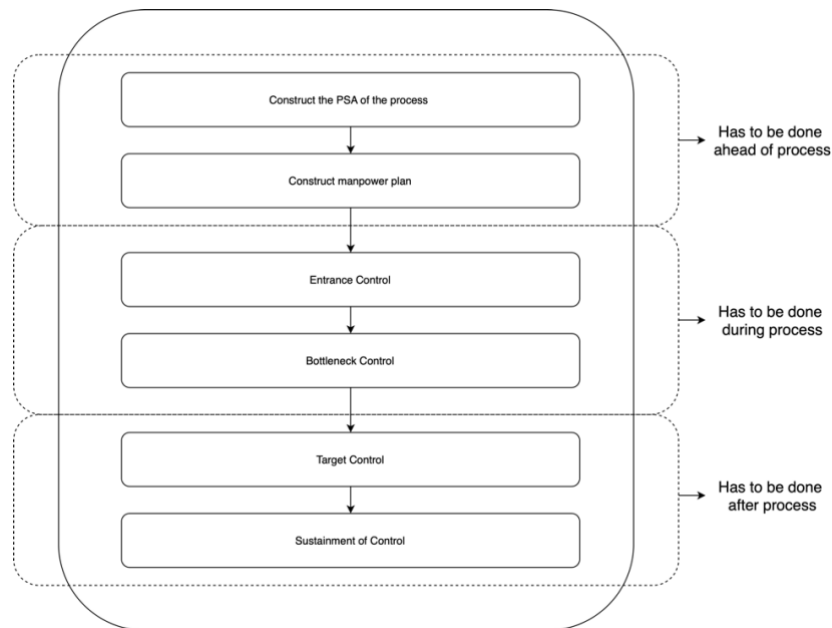 Construct the PSA of the process
Construct manpower plan
Has to be done
ahead of process
Entrance Control
Bottleneck Control
Has to be done
during process
Target Control
Sustainment of Control
Has to be done
after process